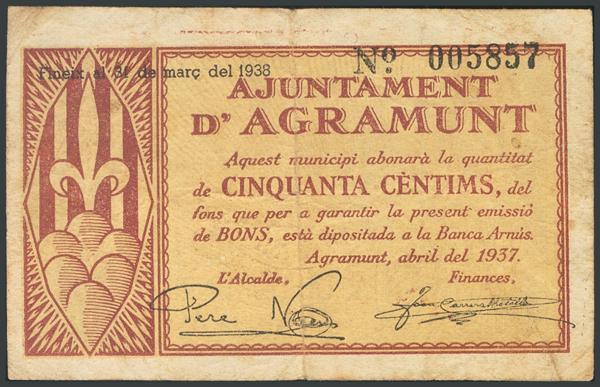 Fineix al 31 de març del 1938
Nº. 005857
AJUNTAMENT
D'AGRAMUNT
Aquest municipi abonarà la quantitat
de CINQUANTA CÈNTIMS, del
fons que per a garantir la present emissió
de BONS, està dipositada a la Banca Arnús.
Agramunt, abril del 1937.
L'Alcalde, Finances,
Pere